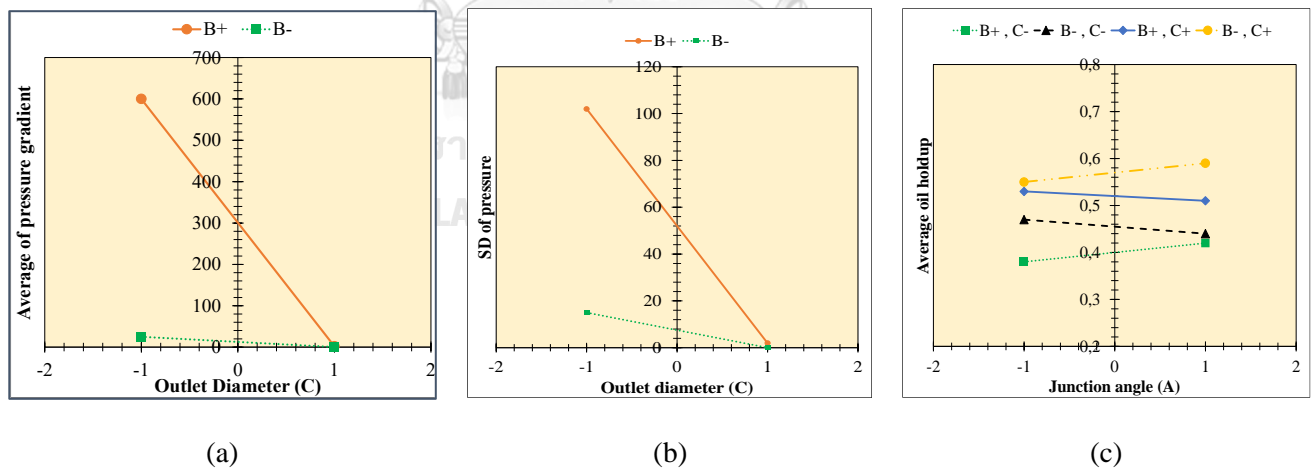 B+ B-
700
600
500
400
300
200
100
0
-2 -1 0 1 2
Average of pressure gradient
Outlet Diameter (C)
(a)
B+ B-
120
100
80
60
40
20
0
-2 -1 0 1 2
SD of pressure
Outlet diameter (C)
(b)
B+ , C- B- , C- B+ , C+ B- , C+
0,8
0,7
0,6
0,5
0,4
0,3
0,2
-2 -1 0 1 2
Average oil holdup
Junction angle (A)
(c)